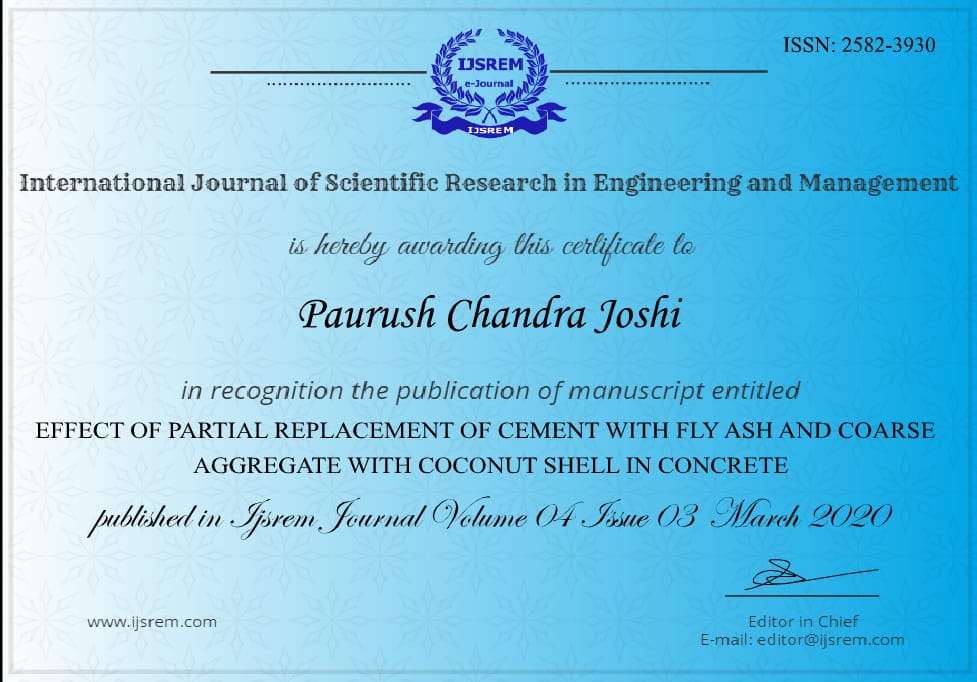 ISSN: 2582-3930
IJSREM
e-Journal
IJSREM
International Journal of Scientific Research in Engineering and Management
is hereby awarding this certificate to
Paurush Chandra Joshi
in recognition the publication of manuscript entitled
EFFECT OF PARTIAL REPLACEMENT OF CEMENT WITH FLY ASH AND COARSE
AGGREGATE WITH COCONUT SHELL IN CONCRETE
published in Ijsrem Journal Volume 04 Issue 03 March 2020
www.ijsrem.com
Editor in Chief
E-mail: editor@ijsrem.com